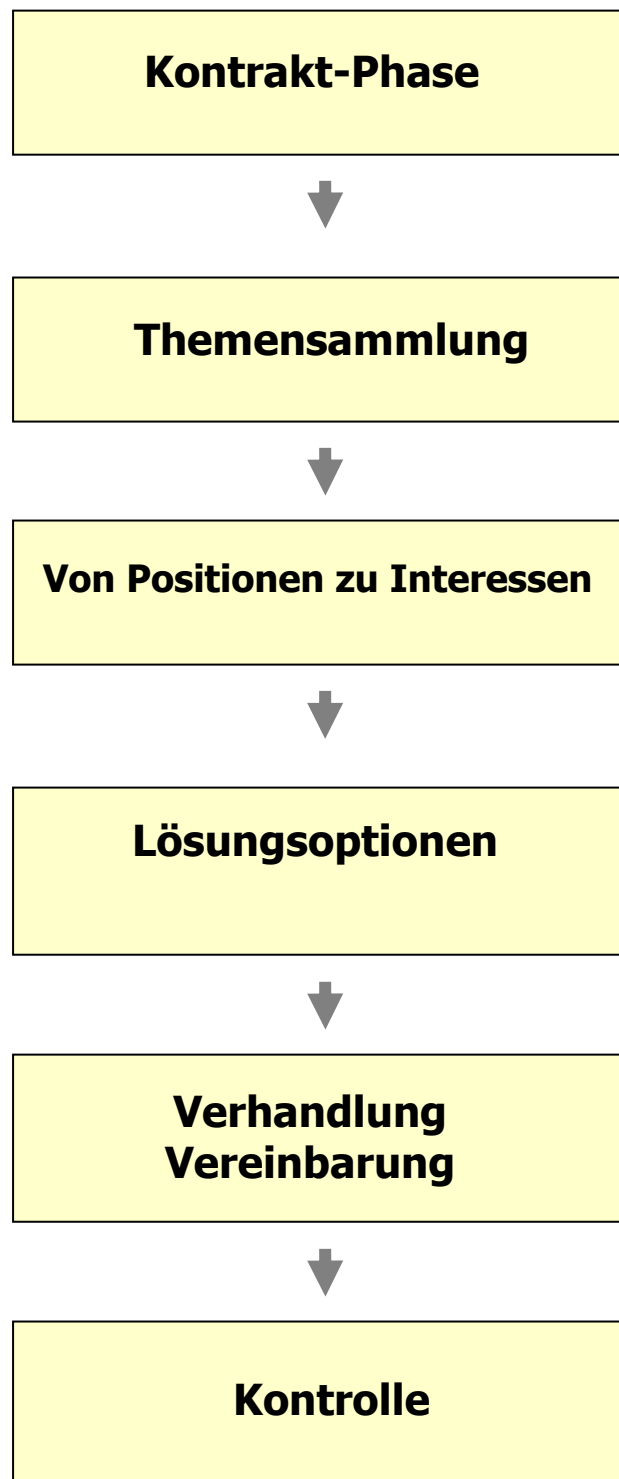 Kontrakt-Phase
Themensammlung
Von Positionen zu Interessen
Lösungsoptionen
Verhandlung
Vereinbarung
Kontrolle